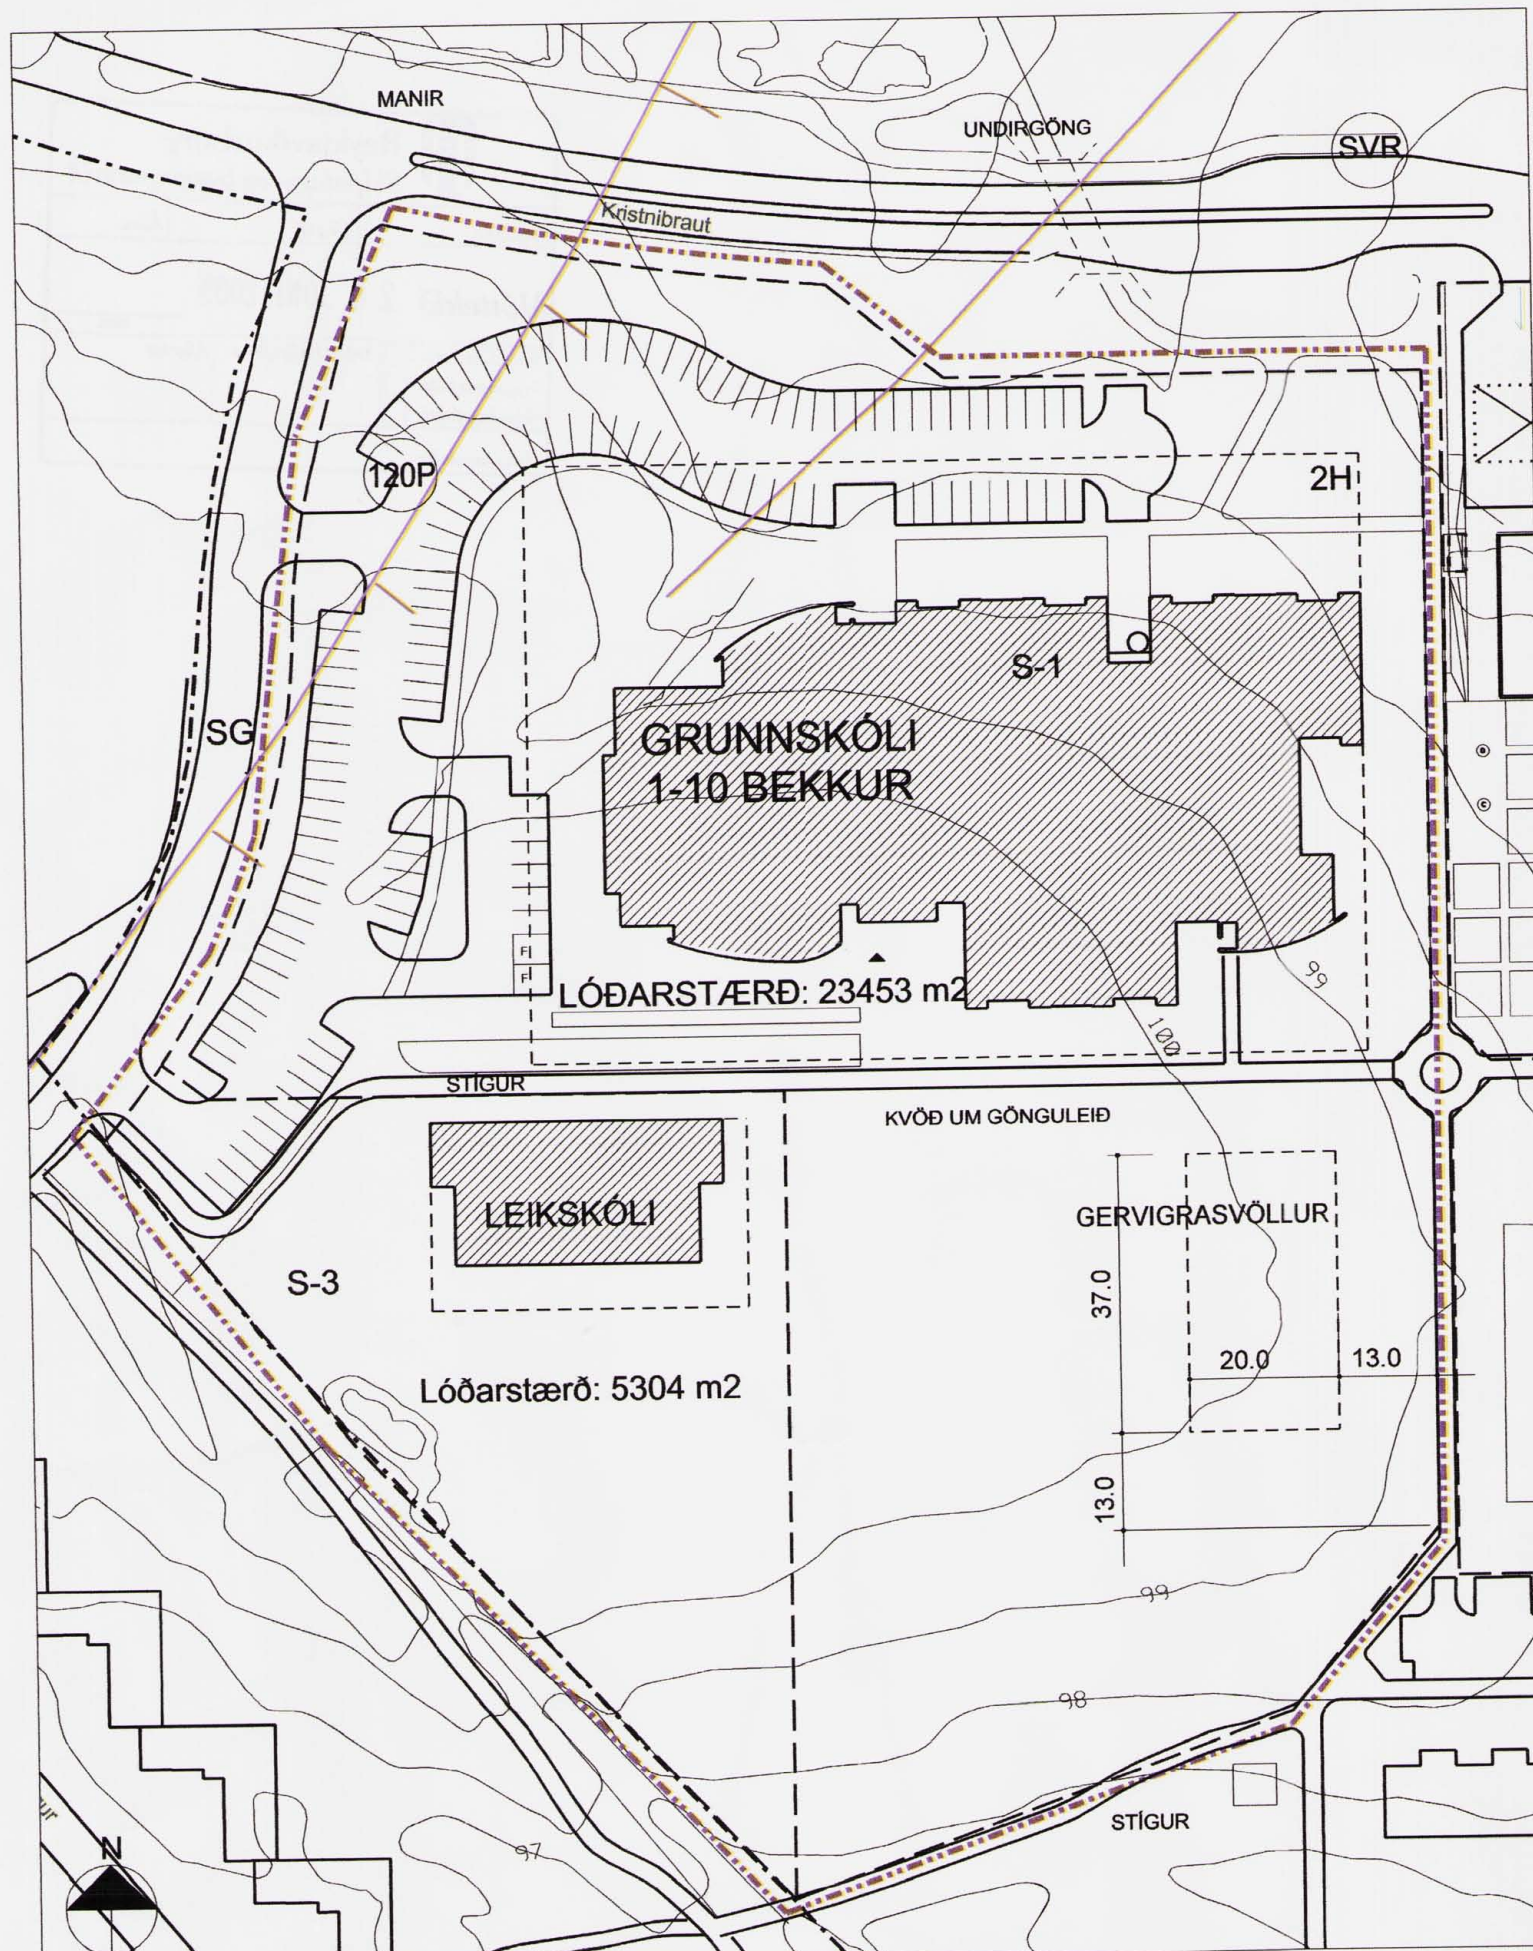 MANIR
UNDIRGÖNG
SVR
Kristnibraut
120P
2H
S-1
SG
GRUNNSKÓLI
1-10 BEKKUR
B
C
F
F
LÓÐARSTÆRÐ: 23453 m2
99
100
STÍGUR
KVÖÐ UM GÖNGULEIÐ
LEIKSKÓLI
GERVIGRASVÖLLUR
S-3
37.0
20.0
13.0
Lóðarstærð: 5304 m2
13.0
99
98
STÍGUR
97
ur
N